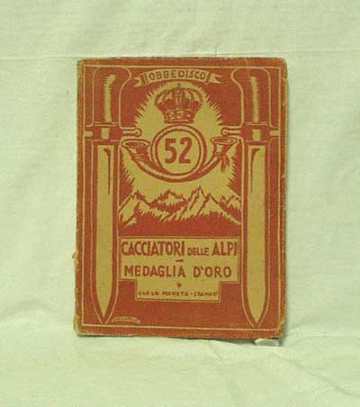 OBBEDISCO
52
CACCIATORI DELLE ALPI
MEDAGLIA D'ORO